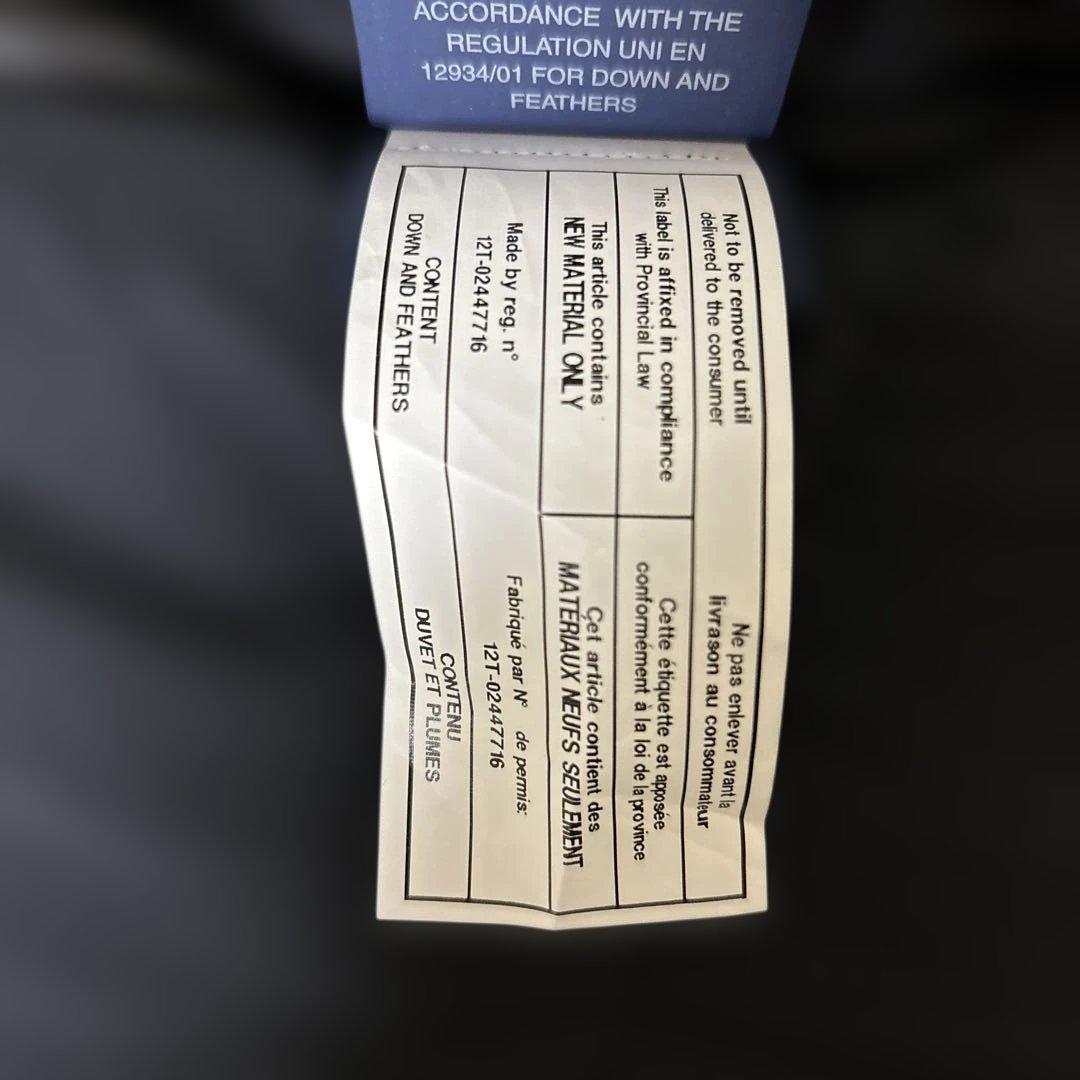 ACCORDANCE WITH THE
REGULATION UNI EN
12934/01 FOR DOWN AND
FEATHERS
Not to be removed until
delivered to the consumer
Ne pas enlever avant la
livrason au consommateur
This label is affixed in compliance
with Provincial Law
Cette étiquette est apposée
conformément à la loi de la province
This article contains
NEW MATERIAL ONLY
Cet article contient des
MATÉRIAUX NEUFS SEULEMENT
Made by reg. n°
12T-02447716
Fabriqué par N° de permis:
12T-02447716
CONTENT
DOWN AND FEATHERS
CONTENU
DUVET ET PLUMES